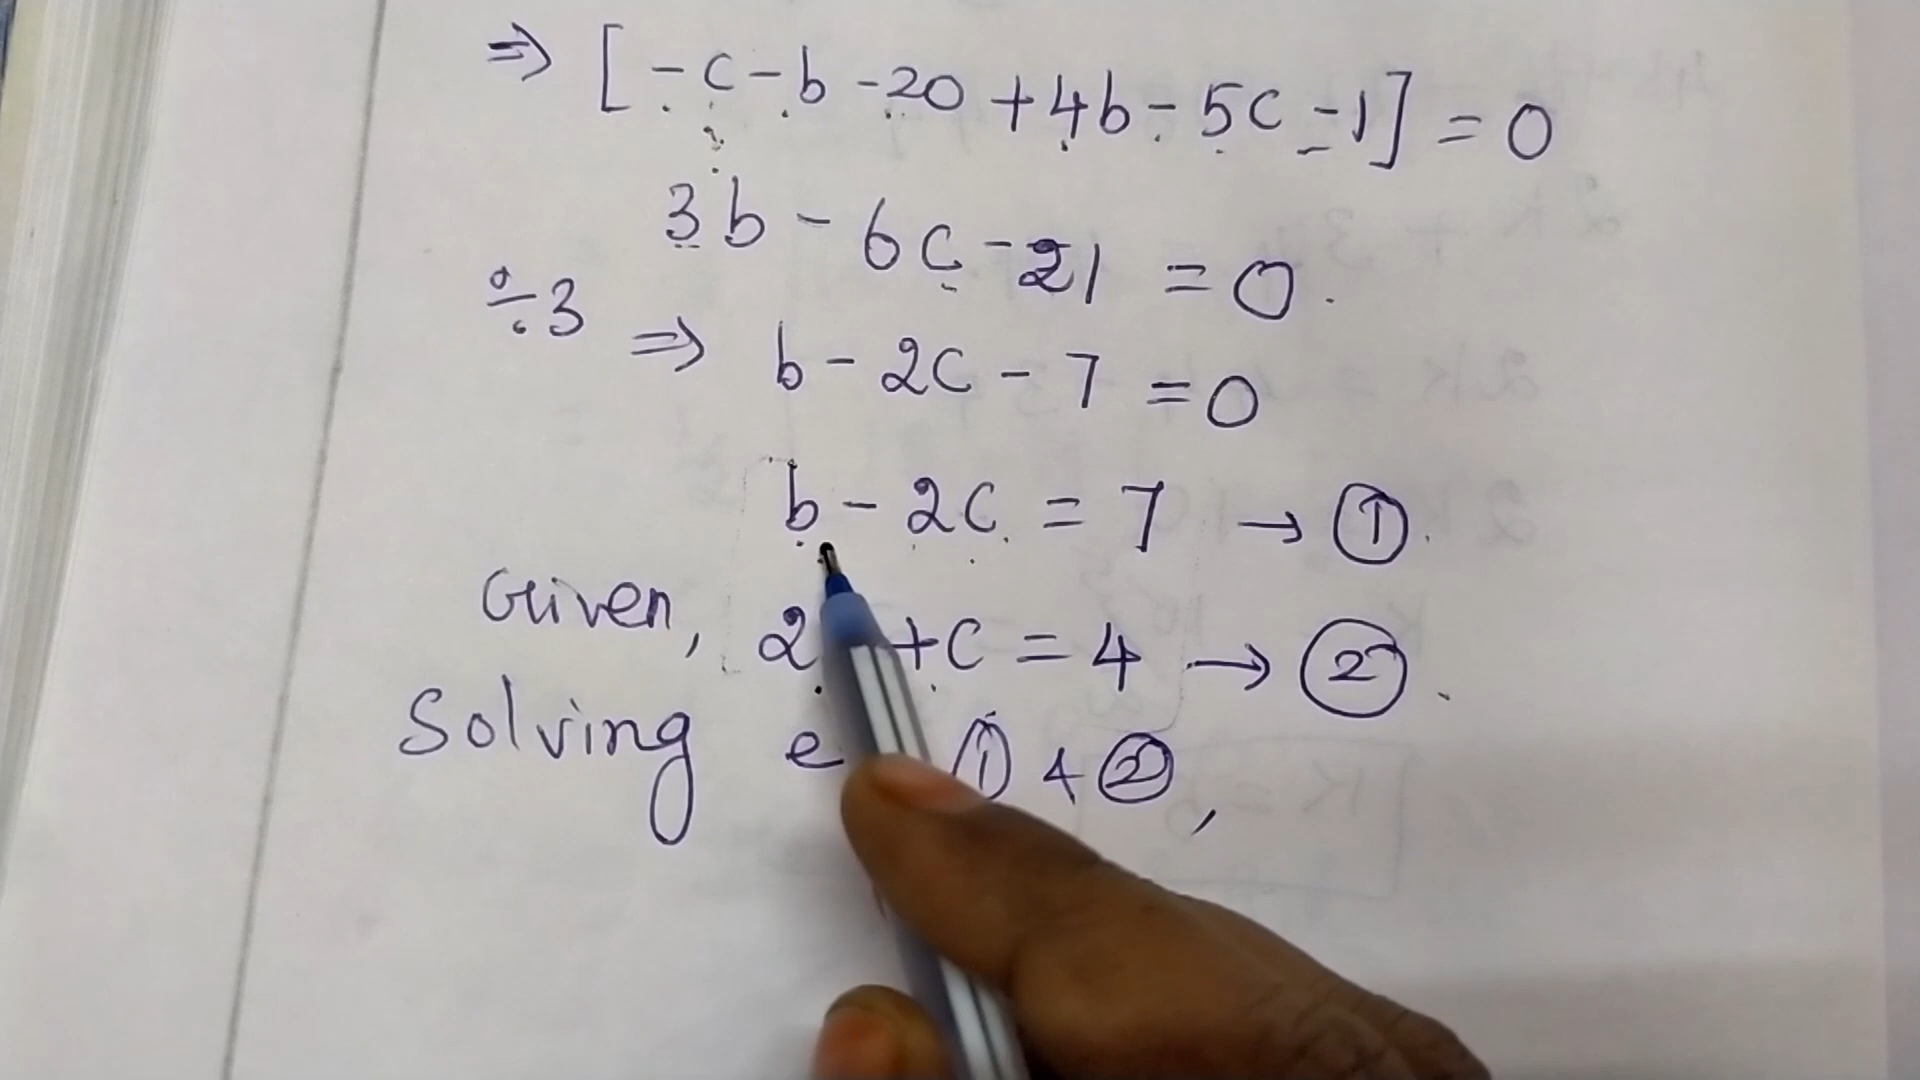 ⇒ [-c-b-20+4b-5c-1] = 0
3b - 6c - 21 = 0.
÷3 ⇒ b - 2c - 7 = 0
b - 2c = 7 → ①.
Given, 2 +c = 4 → ②.
Solving e ① & ②,